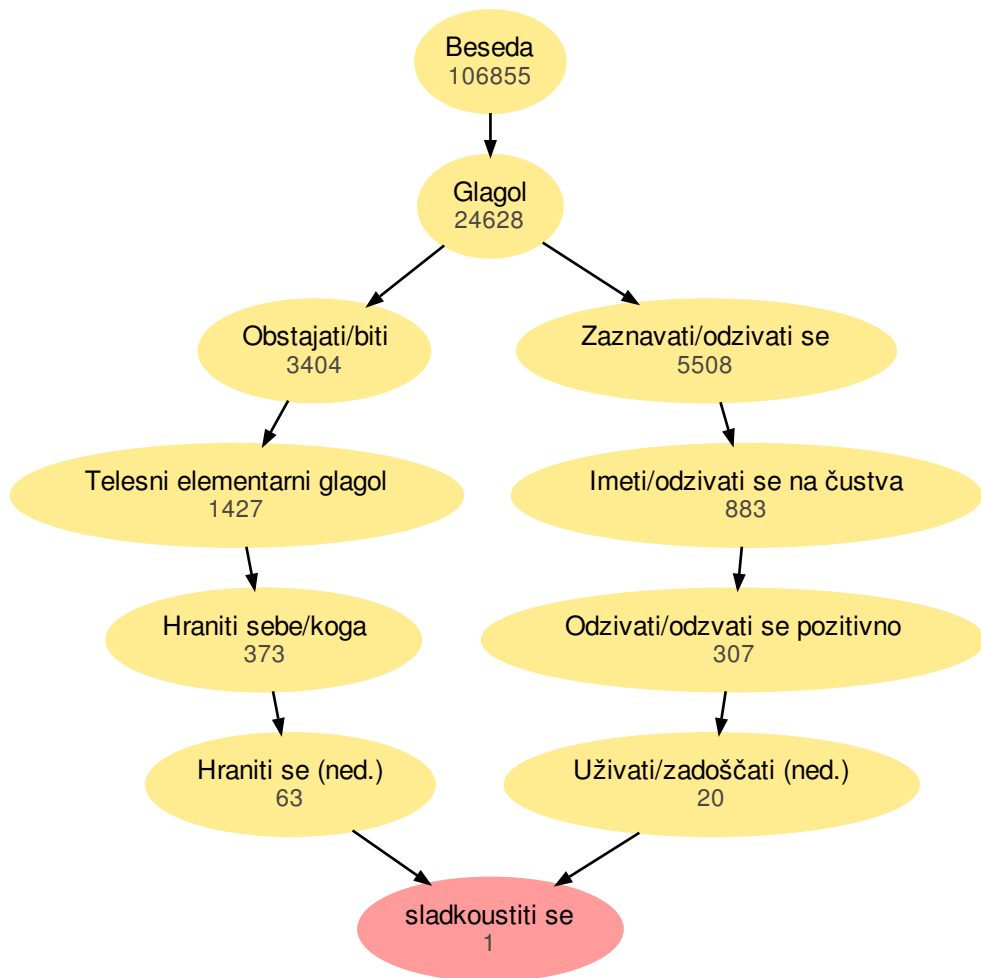 Beseda
106855
Glagol
24628
Obstajati/biti
3404
Zaznavati/odzivati se
5508
Telesni elementarni glagol
1427
Imeti/odzivati se na čustva
883
Hraniti sebe/koga
373
Odzivati/odzvati se pozitivno
307
Hraniti se (ned.)
63
Uživati/zadoščati (ned.)
20
sladkoustiti se
1